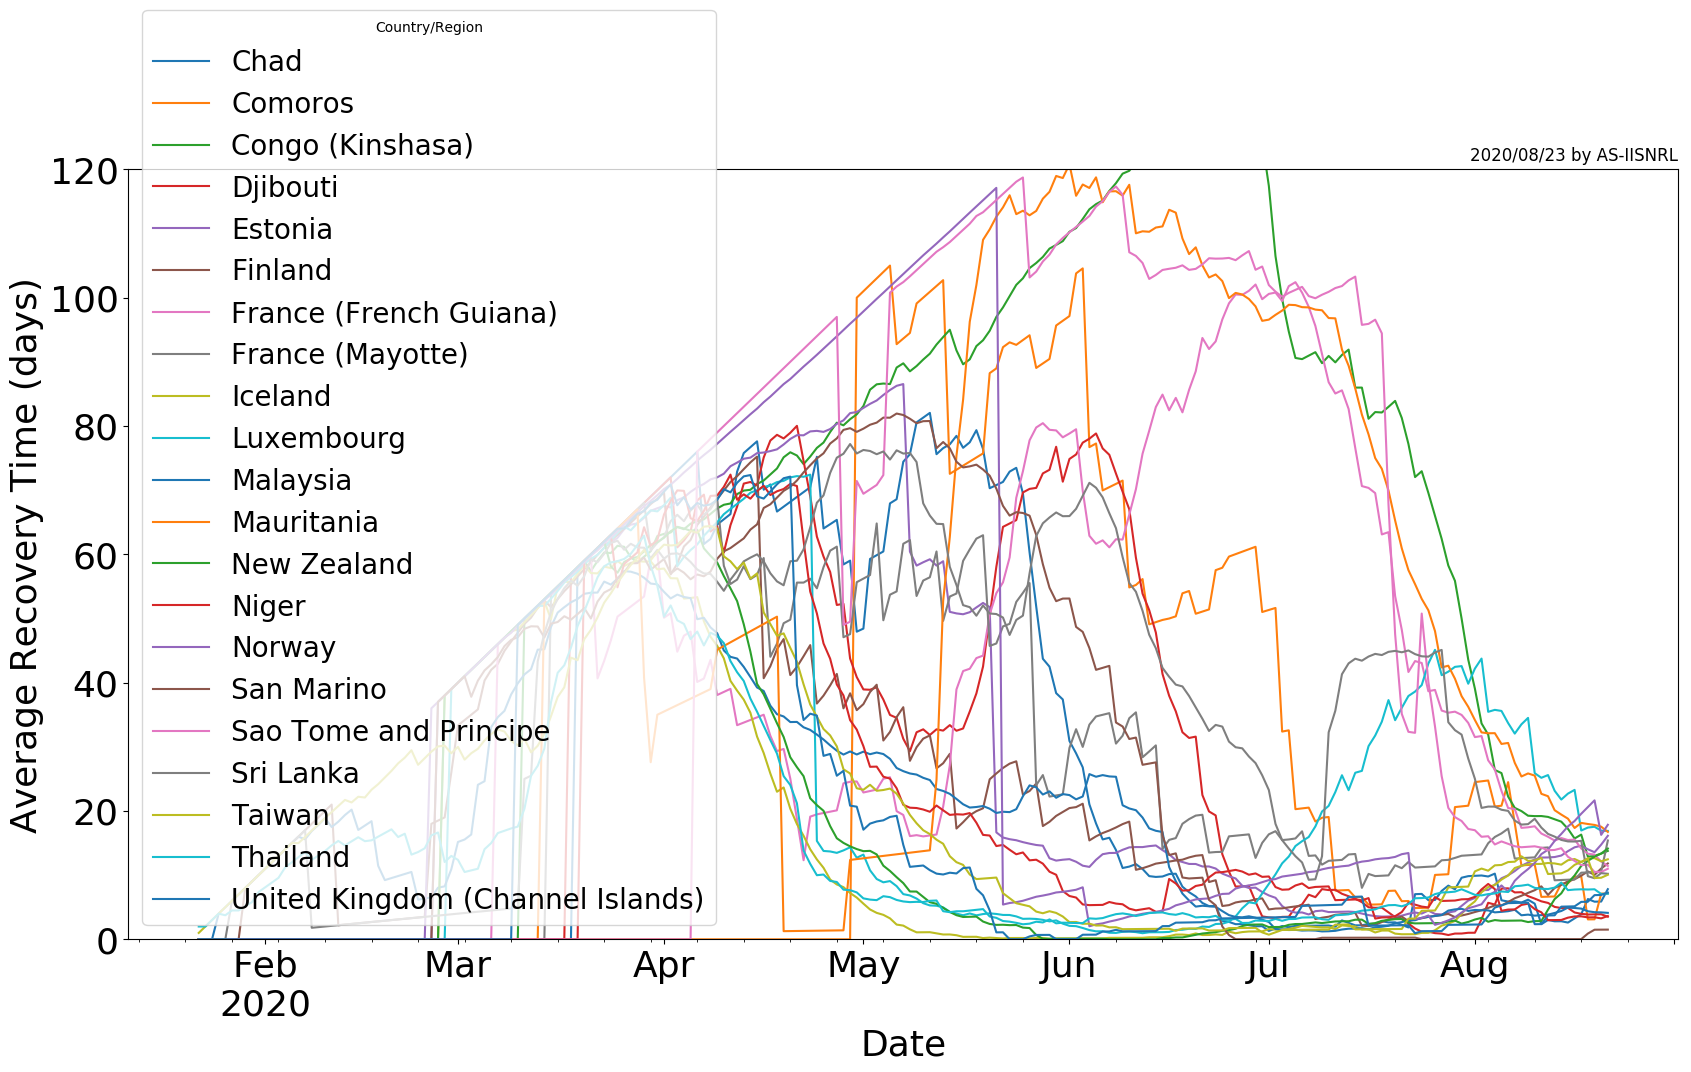 Country/Region
Chad
Comoros
Congo (Kinshasa)
Djibouti
Estonia
Finland
France (French Guiana)
France (Mayotte)
Iceland
Luxembourg
Malaysia
Mauritania
New Zealand
Niger
Norway
San Marino
Sao Tome and Principe
Sri Lanka
Taiwan
Thailand
United Kingdom (Channel Islands)
2020/08/23 by AS-IISNRL
Average Recovery Time (days)
120
100
80
60
40
20
0
Feb Mar Apr May Jun Jul Aug
2020
Date